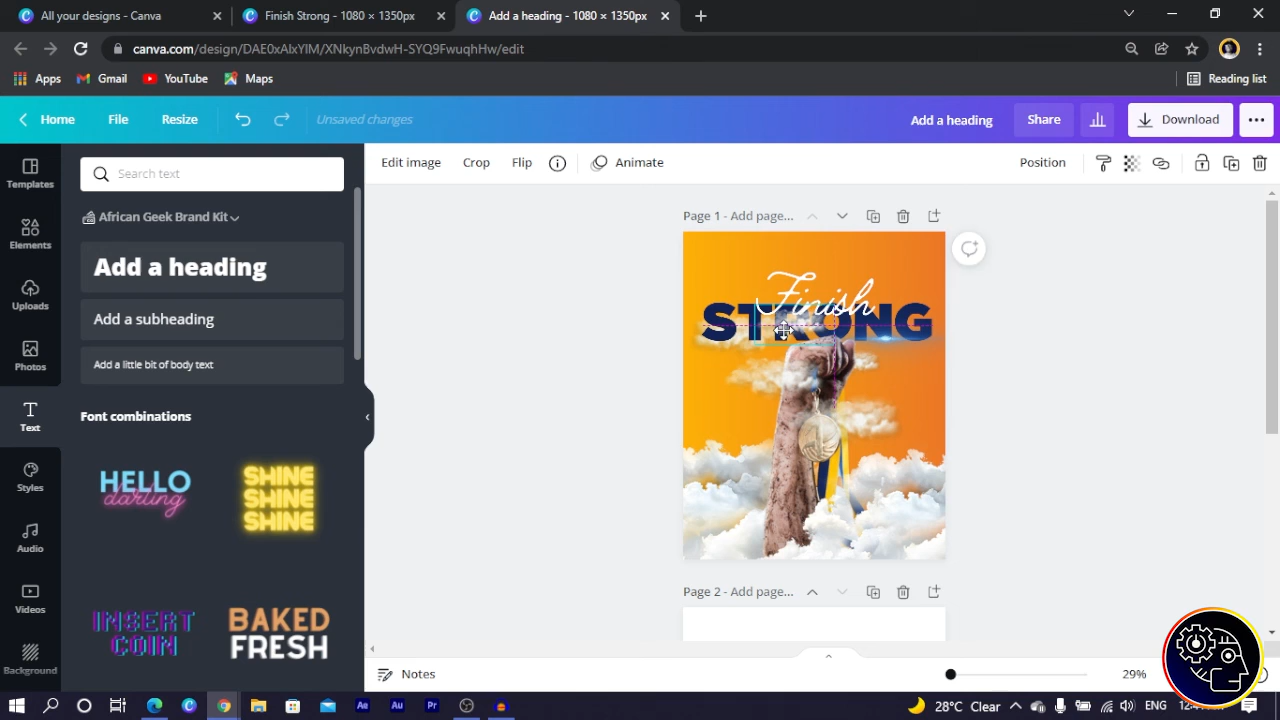 All your designs - Canva
Finish Strong - 1080 × 1350px
Add a heading - 1080 × 1350px
canva.com/design/DAE0xAlxYlM/XNkynBvdwH-SYQ9FwuqhHw/edit
Apps
Gmail
YouTube
Maps
Reading list
Home
File
Resize
Unsaved changes
Add a heading
Share
Download
Templates
Elements
Uploads
Photos
Text
Styles
Audio
Videos
Background
Search text
African Geek Brand Kit
Add a heading
Add a subheading
Add a little bit of body text
Font combinations
HELLO
darling
SHINE
SHINE
SHINE
INSERT
COIN
BAKED
FRESH
Edit image
Crop
Flip
Animate
Position
Page 1 - Add page...
Finish
STRONG
Page 2 - Add page...
Notes
29%
Ae
Au
Pr
28°C Clear
ENG